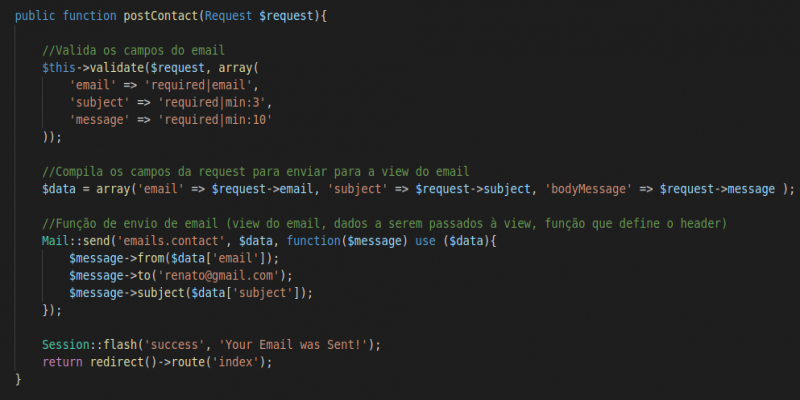 public function postContact(Request $request){
//Valida os campos do email
$this->validate($request, array(
'email' => 'required|email',
'subject' => 'required|min:3',
'message' => 'required|min:10'
));
//Compila os campos da request para enviar para a view do email
$data = array('email' => $request->email, 'subject' => $request->subject, 'bodyMessage' => $request->message );
//Função de envio de email (view do email, dados a serem passados à view, função que define o header)
Mail::send('emails.contact', $data, function($message) use ($data){
$message->from($data['email']);
$message->to('renato@gmail.com');
$message->subject($data['subject']);
});
Session::flash('success', 'Your Email was Sent!');
return redirect()->route('index');
}